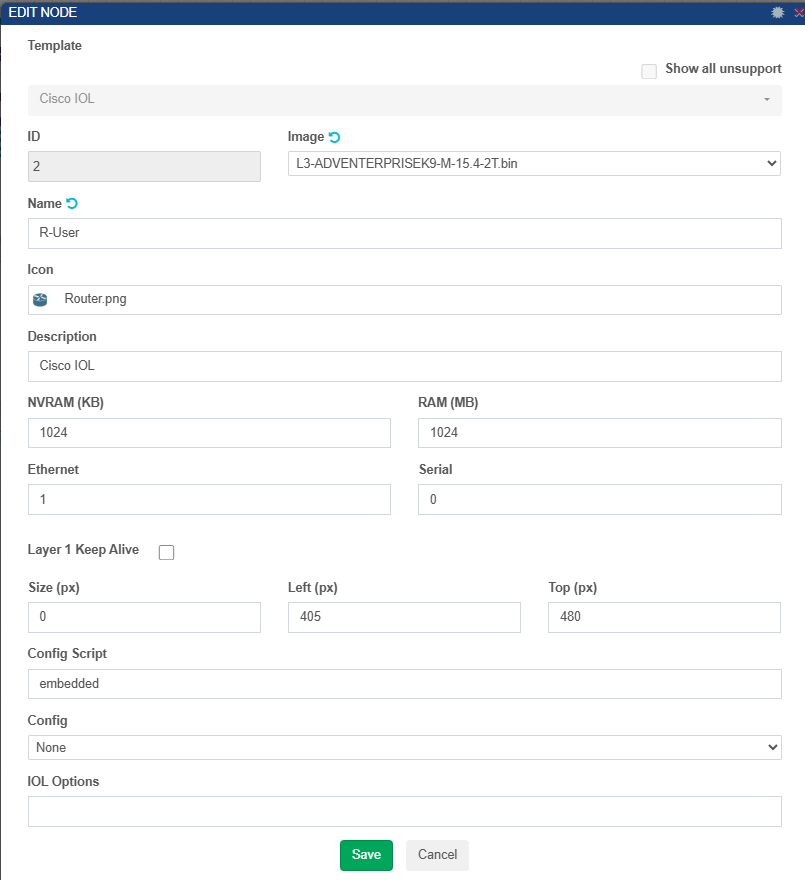 EDIT NODE
Template
Show all unsupport
Cisco IOL
ID
Image
2
L3-ADVENTERPRISEK9-M-15.4-2T.bin
Name
R-User
Icon
Router.png
Description
Cisco IOL
NVRAM (KB)
RAM (MB)
1024
1024
Ethernet
Serial
1
0
Layer 1 Keep Alive
Size (px)
Left (px)
Top (px)
0
405
480
Config Script
embedded
Config
None
IOL Options
Save
Cancel